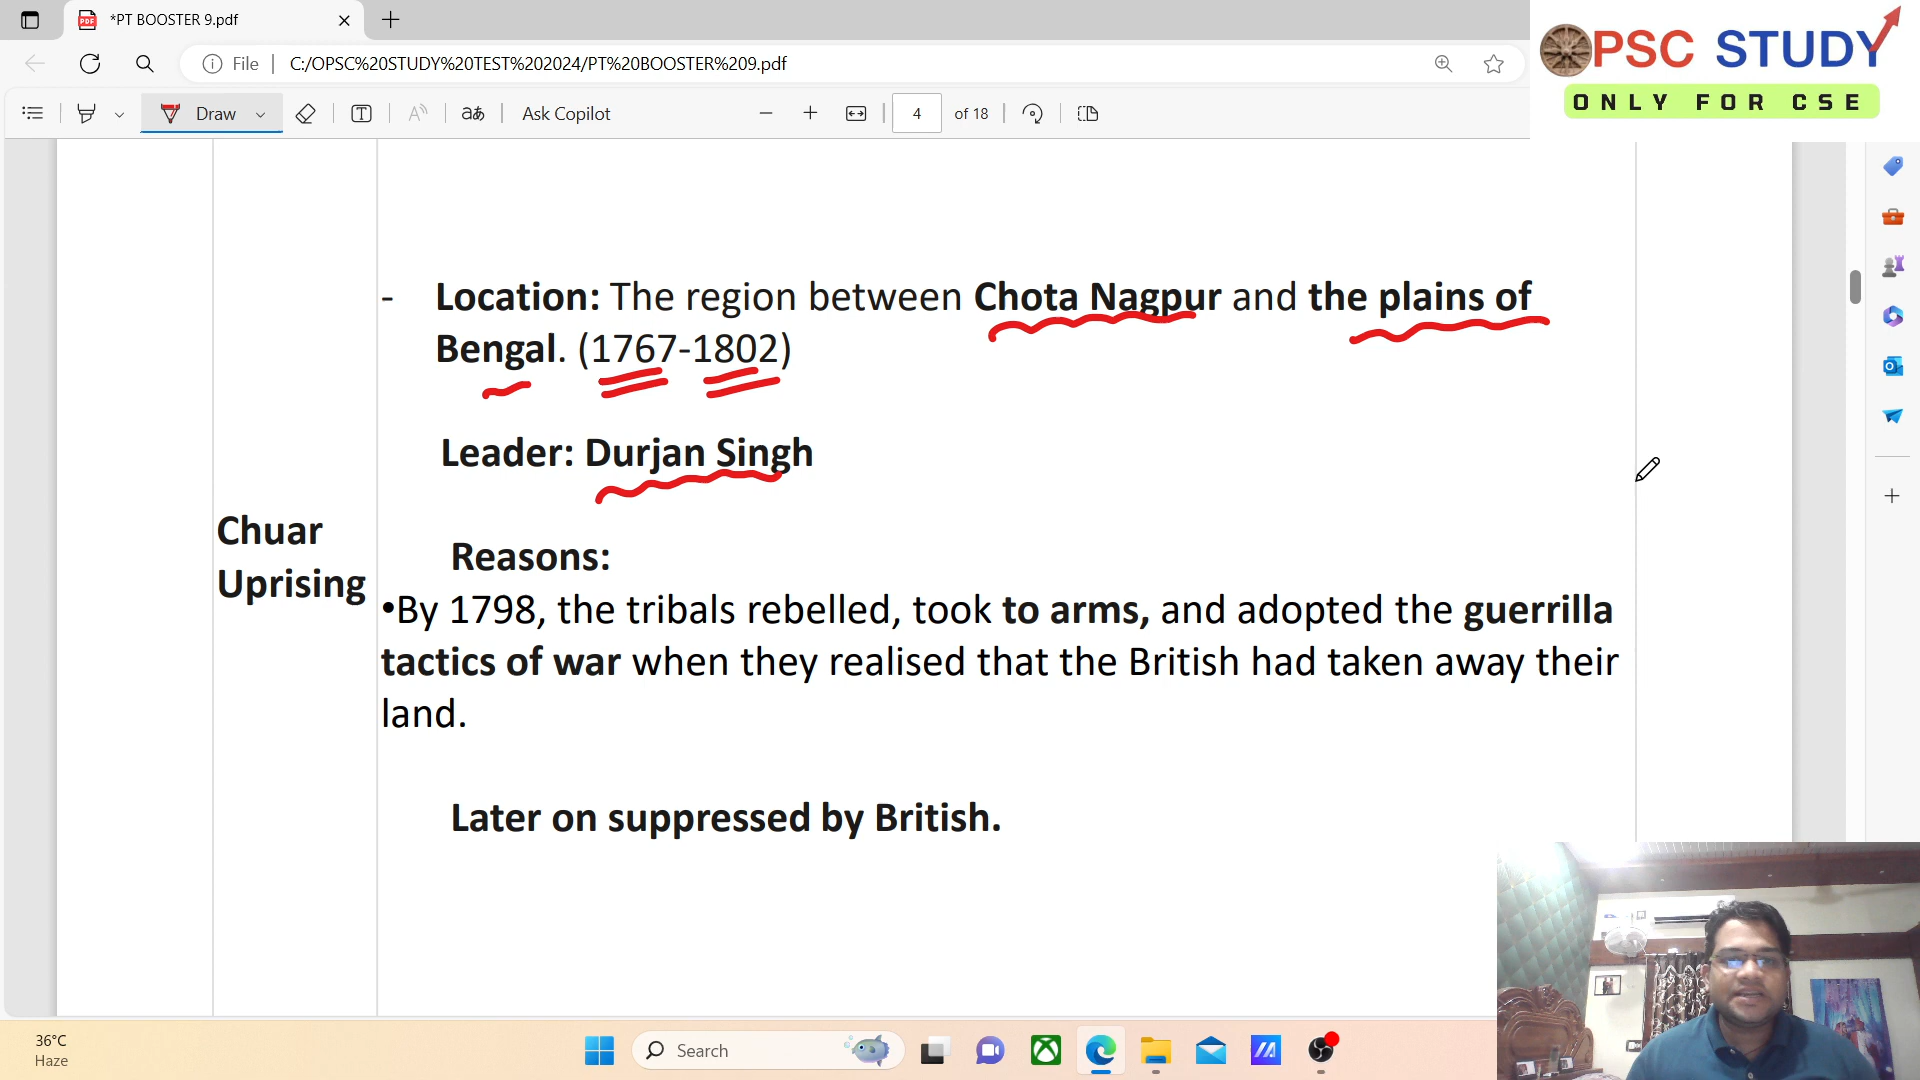 *PT BOOSTER 9.pdf
File
C:/OPSC%20STUDY%20TEST%202024/PT%20BOOSTER%209.pdf
Draw
Ask Copilot
4 of 18
PSC STUDY
ONLY FOR CSE
- Location: The region between Chota Nagpur and the plains of
Bengal. (1767-1802)
Leader: Durjan Singh
Chuar
Uprising
Reasons:
•By 1798, the tribals rebelled, took to arms, and adopted the guerrilla
tactics of war when they realised that the British had taken away their
land.
Later on suppressed by British.
36°C
Haze
Search